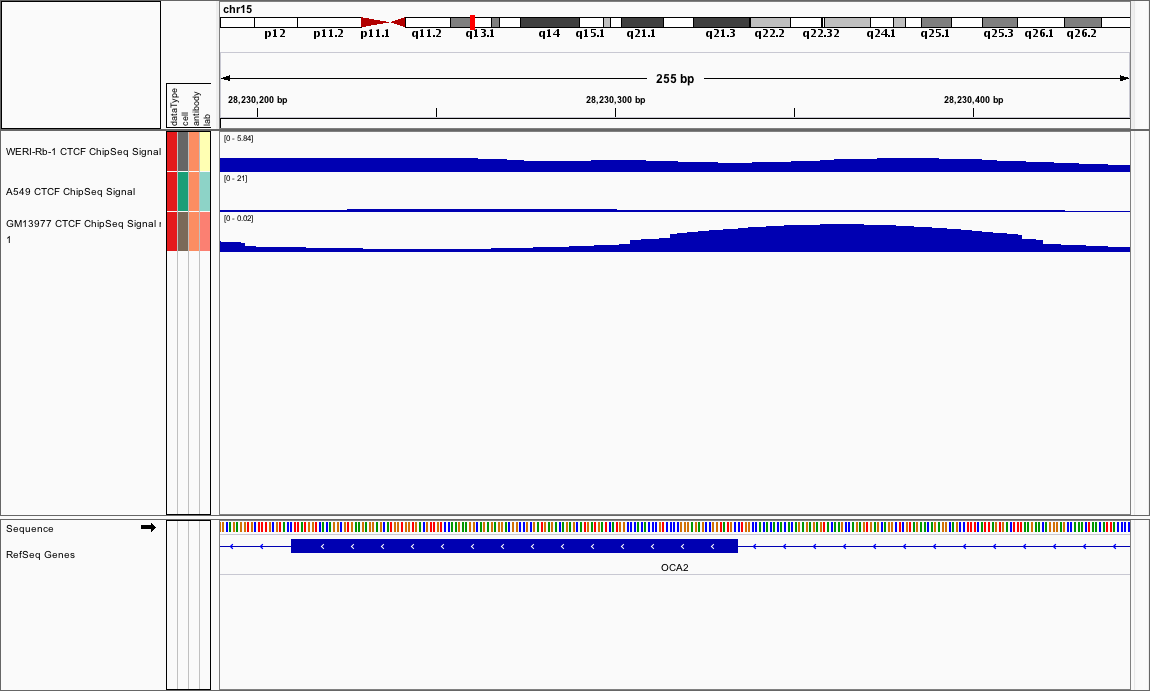 chr15
p12 p11.2 p11.1 q11.2 q13.1 q14 q15.1 q21.1 q21.3 q22.2 q22.32 q24.1 q25.1 q25.3 q26.1 q26.2
255 bp
28,230,200 bp 28,230,300 bp 28,230,400 bp
dataType
cell
antibody
lab
WERI-Rb-1 CTCF ChipSeq Signal
[0 - 5.84]
A549 CTCF ChipSeq Signal
[0 - 21]
GM13977 CTCF ChipSeq Signal
1
[0 - 0.02]
Sequence
RefSeq Genes
OCA2